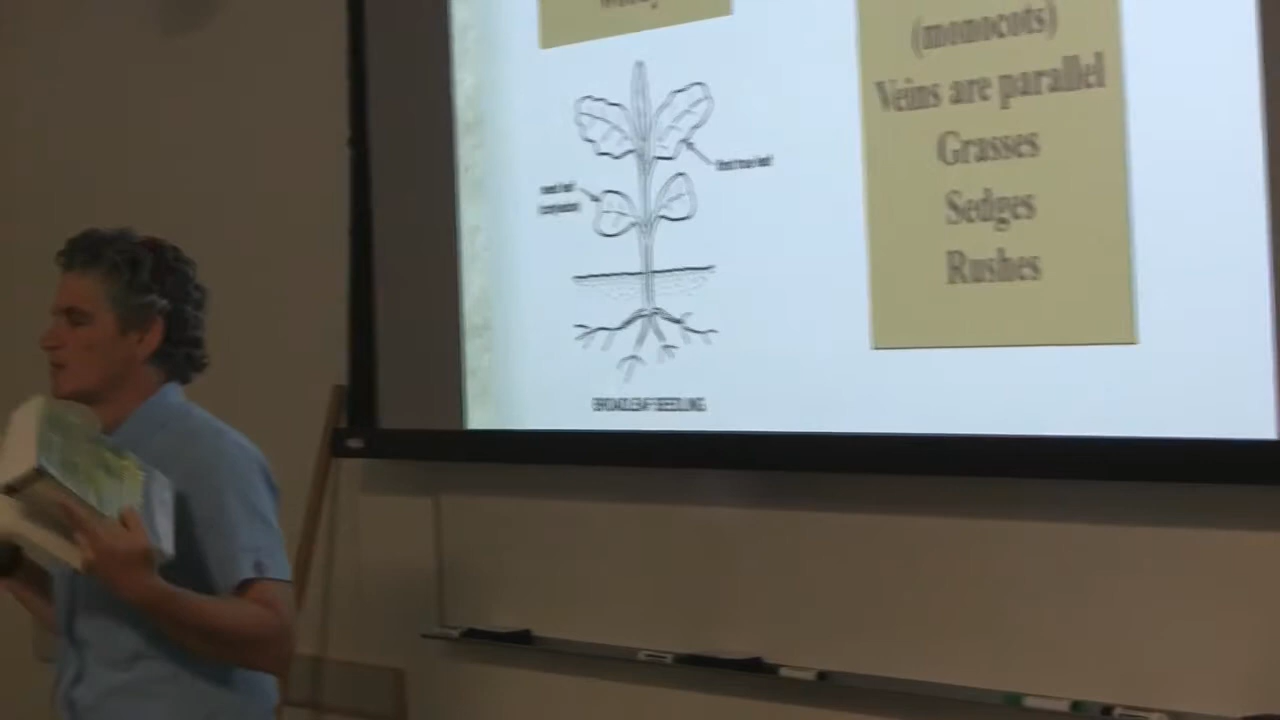 (monocots)
Veins are parallel
Grasses
Sedges
Rushes
BROADLEAF SEEDLING